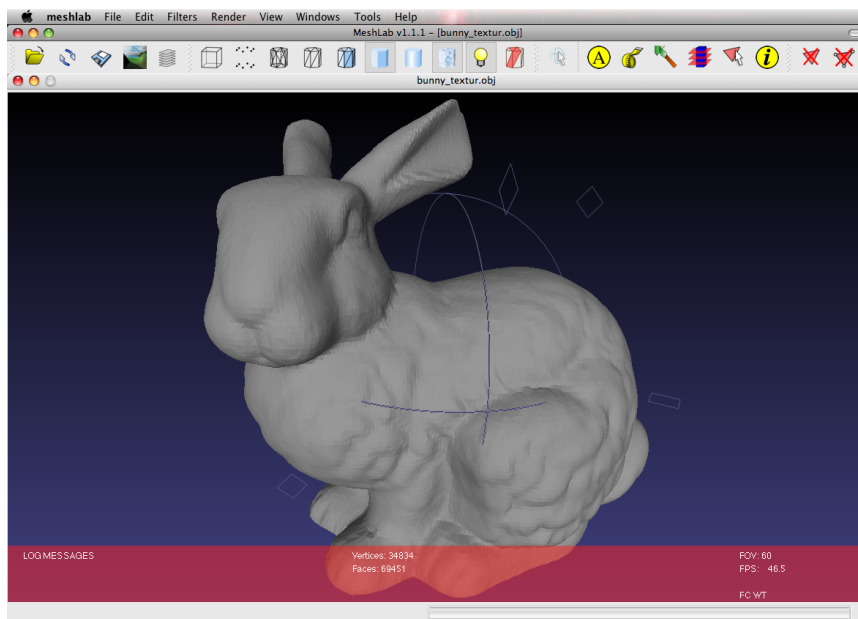 meshlab File Edit Filters Render View Windows Tools Help
MeshLab v1.1.1 - [bunny_textur.obj]
A i
bunny_textur.obj
LOG MESSAGES
Vertices: 34834
Faces: 69451
FOV: 60
FPS: 46.5
FC WT